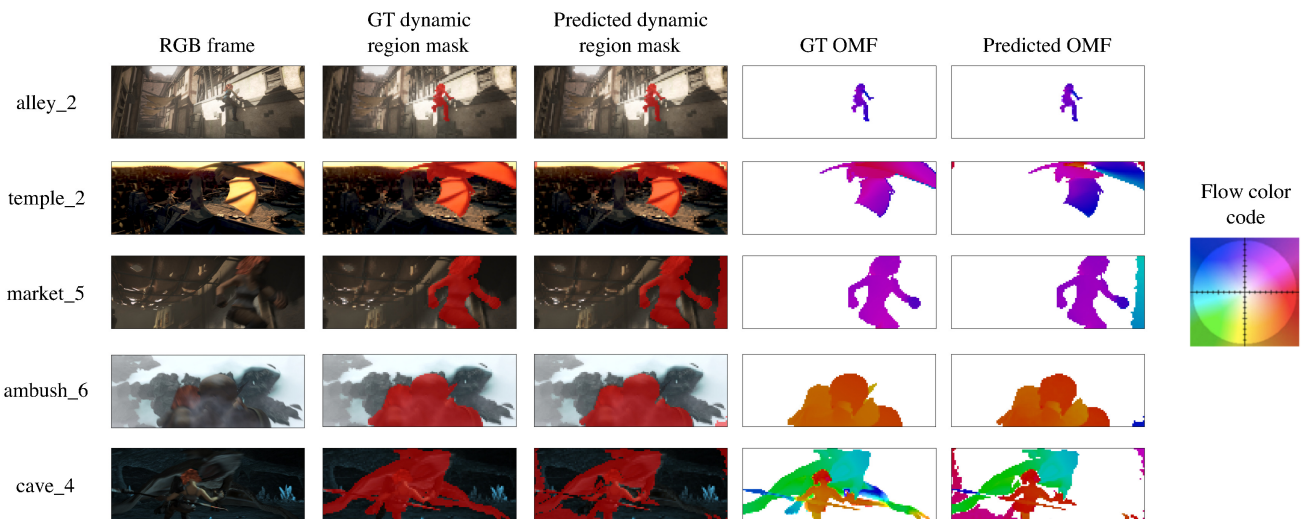 RGB frame
GT dynamic
region mask
Predicted dynamic
region mask
GT OMF
Predicted OMF
alley_2
temple_2
market_5
ambush_6
cave_4
Flow color
code